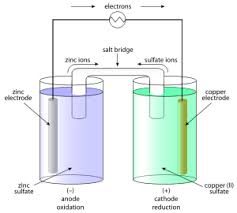 electrons
salt bridge
zinc ions
sulfate ions
zinc
electrode
copper
electrode
zinc
sulfate
(–)
anode
oxidation
(+)
cathode
reduction
copper (II)
sulfate